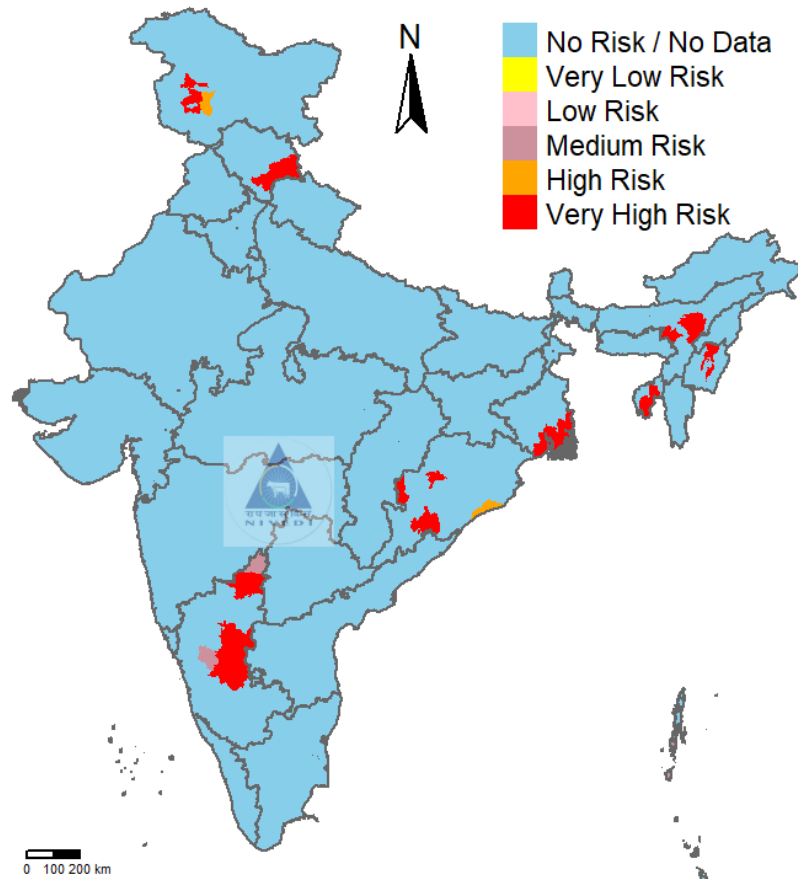 N
No Risk / No Data
Very Low Risk
Low Risk
Medium Risk
High Risk
Very High Risk
NIVEDI
0 100 200 km